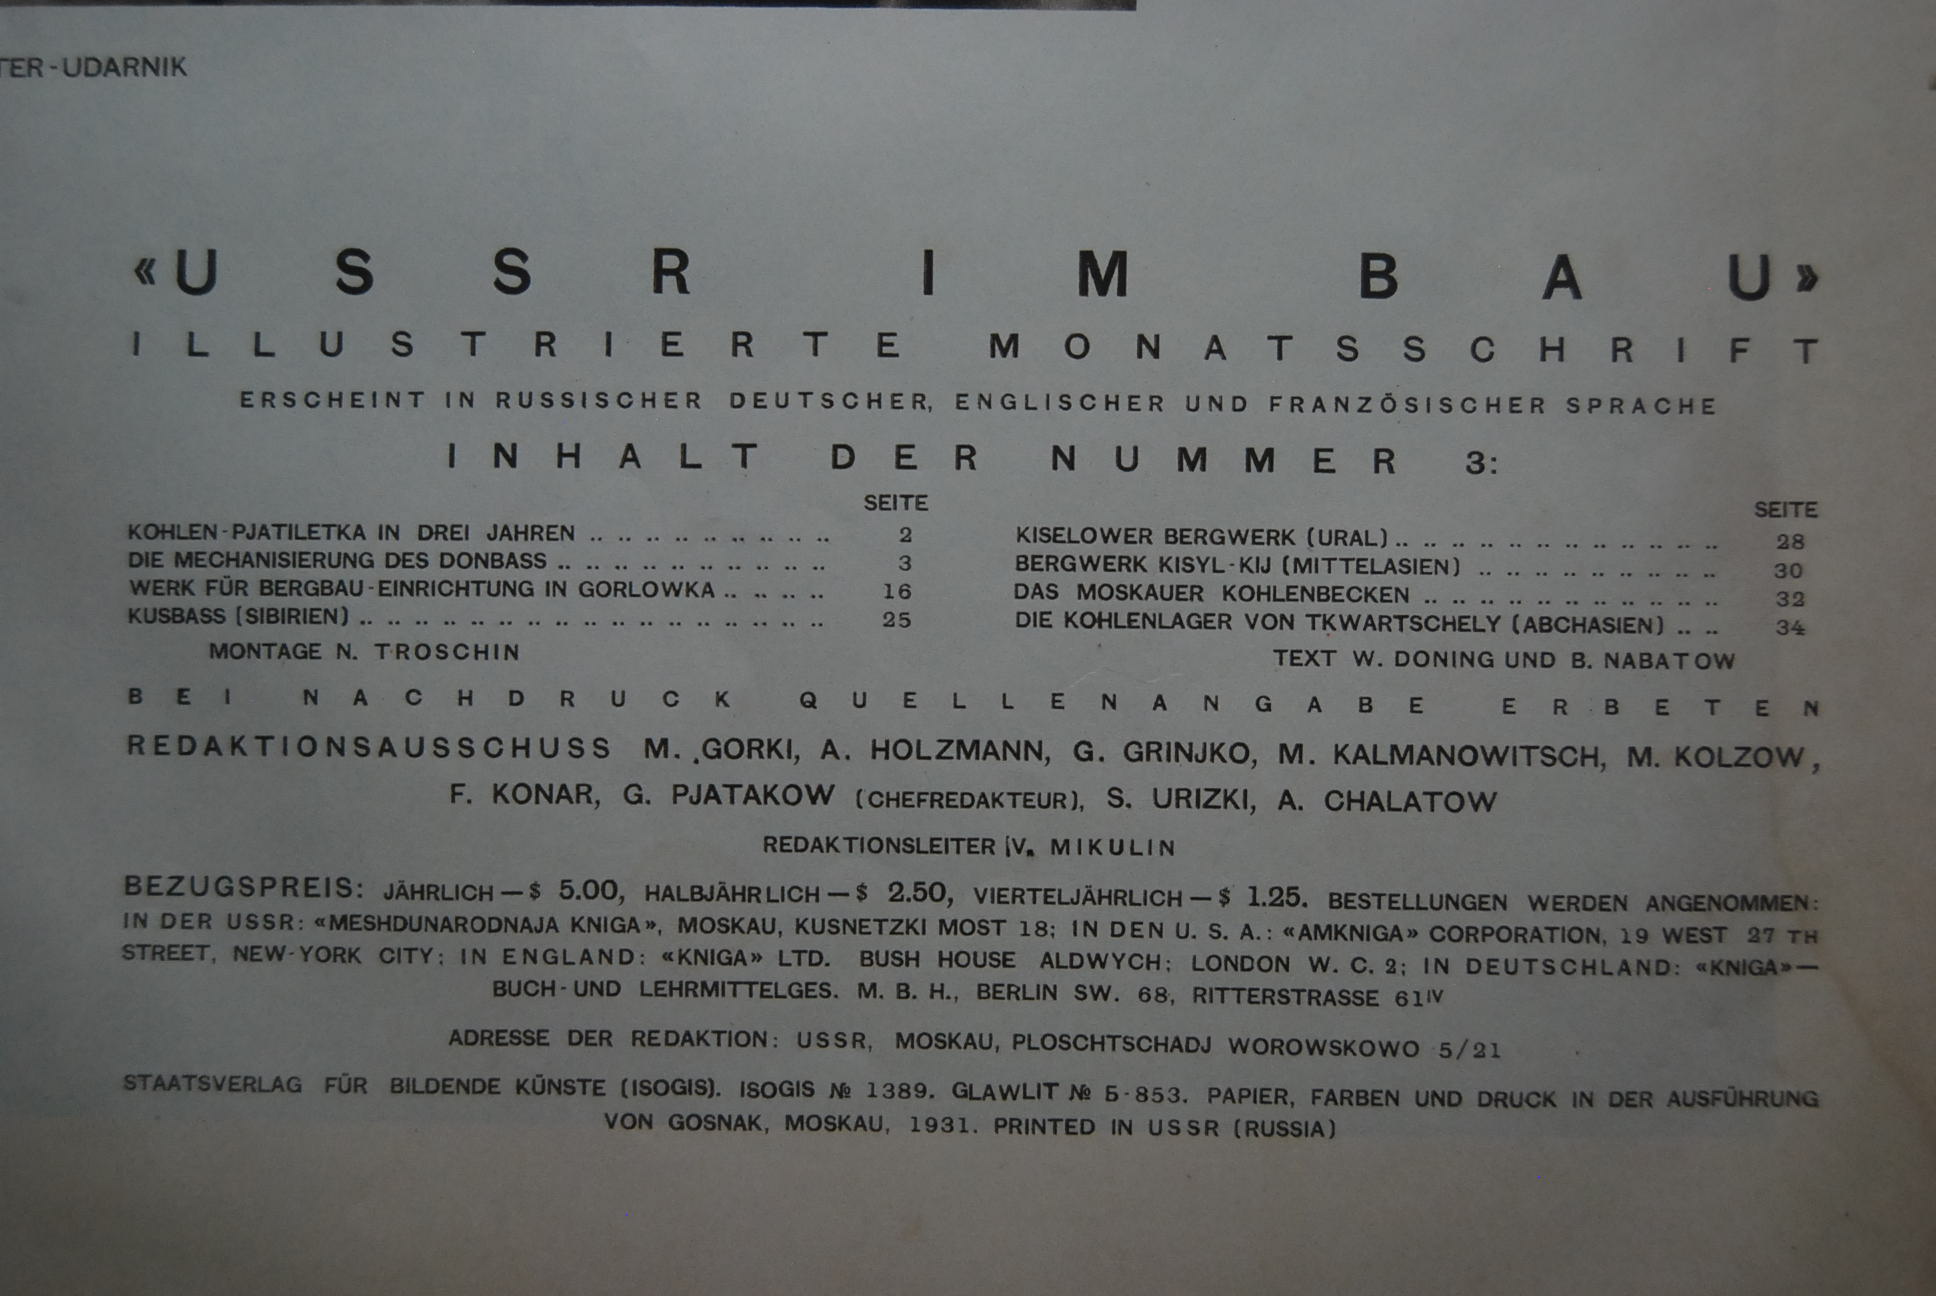 TER-UDARNIK
«USSR IM BAU»
ILLUSTRIERTE MONATSSCHRIFT
ERSCHEINT IN RUSSISCHER DEUTSCHER, ENGLISCHER UND FRANZÖSISCHER SPRACHE
INHALT DER NUMMER 3:
SEITE
KOHLEN-PJATILETKA IN DREI JAHREN .. .. .. .. .. .. .. .. .. 2
DIE MECHANISIERUNG DES DONBASS .. .. .. .. .. .. .. .. .. .. 3
WERK FÜR BERGBAU-EINRICHTUNG IN GORLOWKA .. .. .. .. 16
KUSBASS (SIBIRIEN) .. .. .. .. .. .. .. .. .. .. .. .. .. .. .. .. .. 25
MONTAGE N. TROSCHIN
SEITE
KISELOWER BERGWERK (URAL) .. .. .. .. .. .. .. .. .. .. .. .. 28
BERGWERK KISYL-KIJ (MITTELASIEN) .. .. .. .. .. .. .. .. .. 30
DAS MOSKAUER KOHLENBECKEN .. .. .. .. .. .. .. .. .. .. .. 32
DIE KOHLENLAGER VON TKWARTSCHELY (ABCHASIEN) .. .. 34
TEXT W. DONING UND B. NABATOW
BEI NACHDRUCK QUELLENANGABE ERBETEN
REDAKTIONSAUSSCHUSS M. GORKI, A. HOLZMANN, G. GRINJKO, M. KALMANOWITSCH, M. KOLZOW,
F. KONAR, G. PJATAKOW (CHEFREDAKTEUR), S. URIZKI, A. CHALATOW
REDAKTIONSLEITER V. MIKULIN
BEZUGSPREIS: JÄHRLICH — $ 5.00, HALBJÄHRLICH — $ 2.50, VIERTELJÄHRLICH — $ 1.25. BESTELLUNGEN WERDEN ANGENOMMEN:
IN DER USSR: «MESHDUNARODNAJA KNIGA», MOSKAU, KUSNETZKI MOST 18; IN DEN U. S. A.: «AMKNIGA» CORPORATION, 19 WEST 27 TH
STREET, NEW-YORK CITY; IN ENGLAND: «KNIGA» LTD. BUSH HOUSE ALDWYCH; LONDON W. C. 2; IN DEUTSCHLAND: «KNIGA» —
BUCH- UND LEHRMITTELGES. M. B. H., BERLIN SW. 68, RITTERSTRASSE 61 IV
ADRESSE DER REDAKTION: USSR, MOSKAU, PLOSCHTSCHADJ WOROWSKOWO 5/21
STAATSVERLAG FÜR BILDENDE KÜNSTE (ISOGIS). ISOGIS № 1389. GLAWLIT № Б-853. PAPIER, FARBEN UND DRUCK IN DER AUSFÜHRUNG
VON GOSNAK, MOSKAU, 1931. PRINTED IN USSR (RUSSIA)